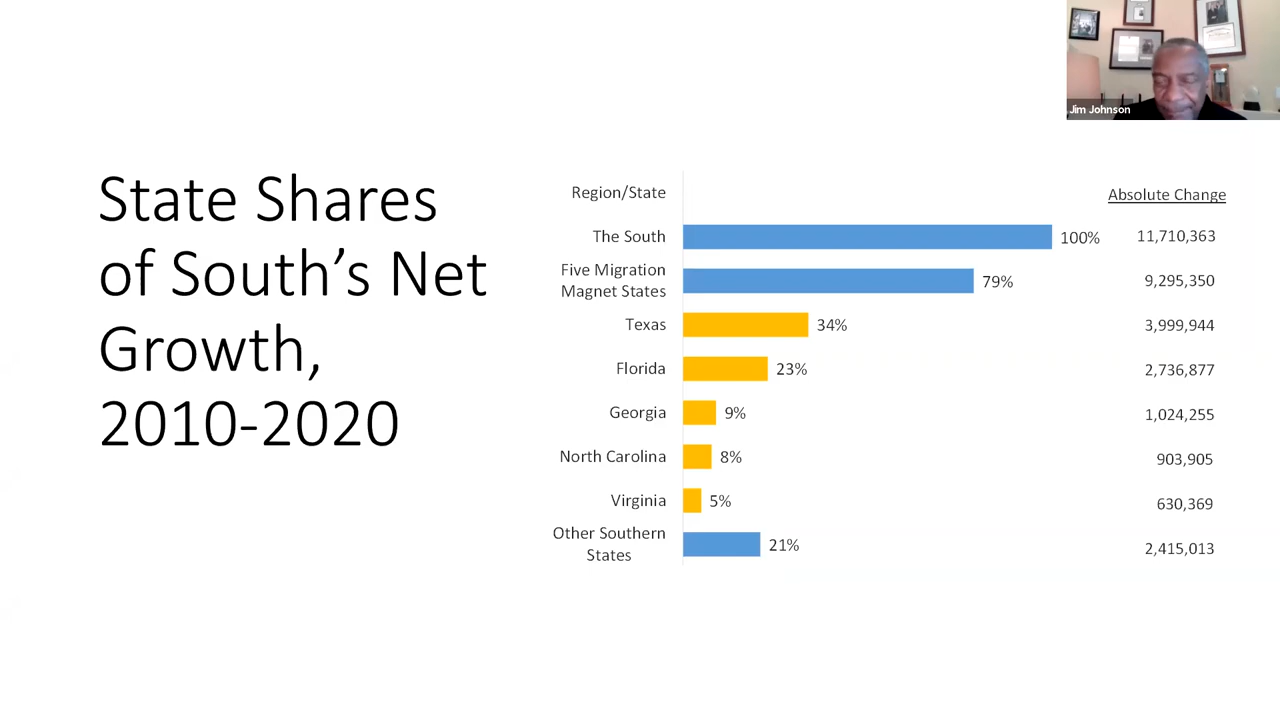 Jim Johnson
State Shares
of South's Net
Growth,
2010-2020
Region/State
Absolute Change
The South
100%
11,710,363
Five Migration
Magnet States
79%
9,295,350
Texas
34%
3,999,944
Florida
23%
2,736,877
Georgia
9%
1,024,255
North Carolina
8%
903,905
Virginia
5%
630,369
Other Southern
States
21%
2,415,013